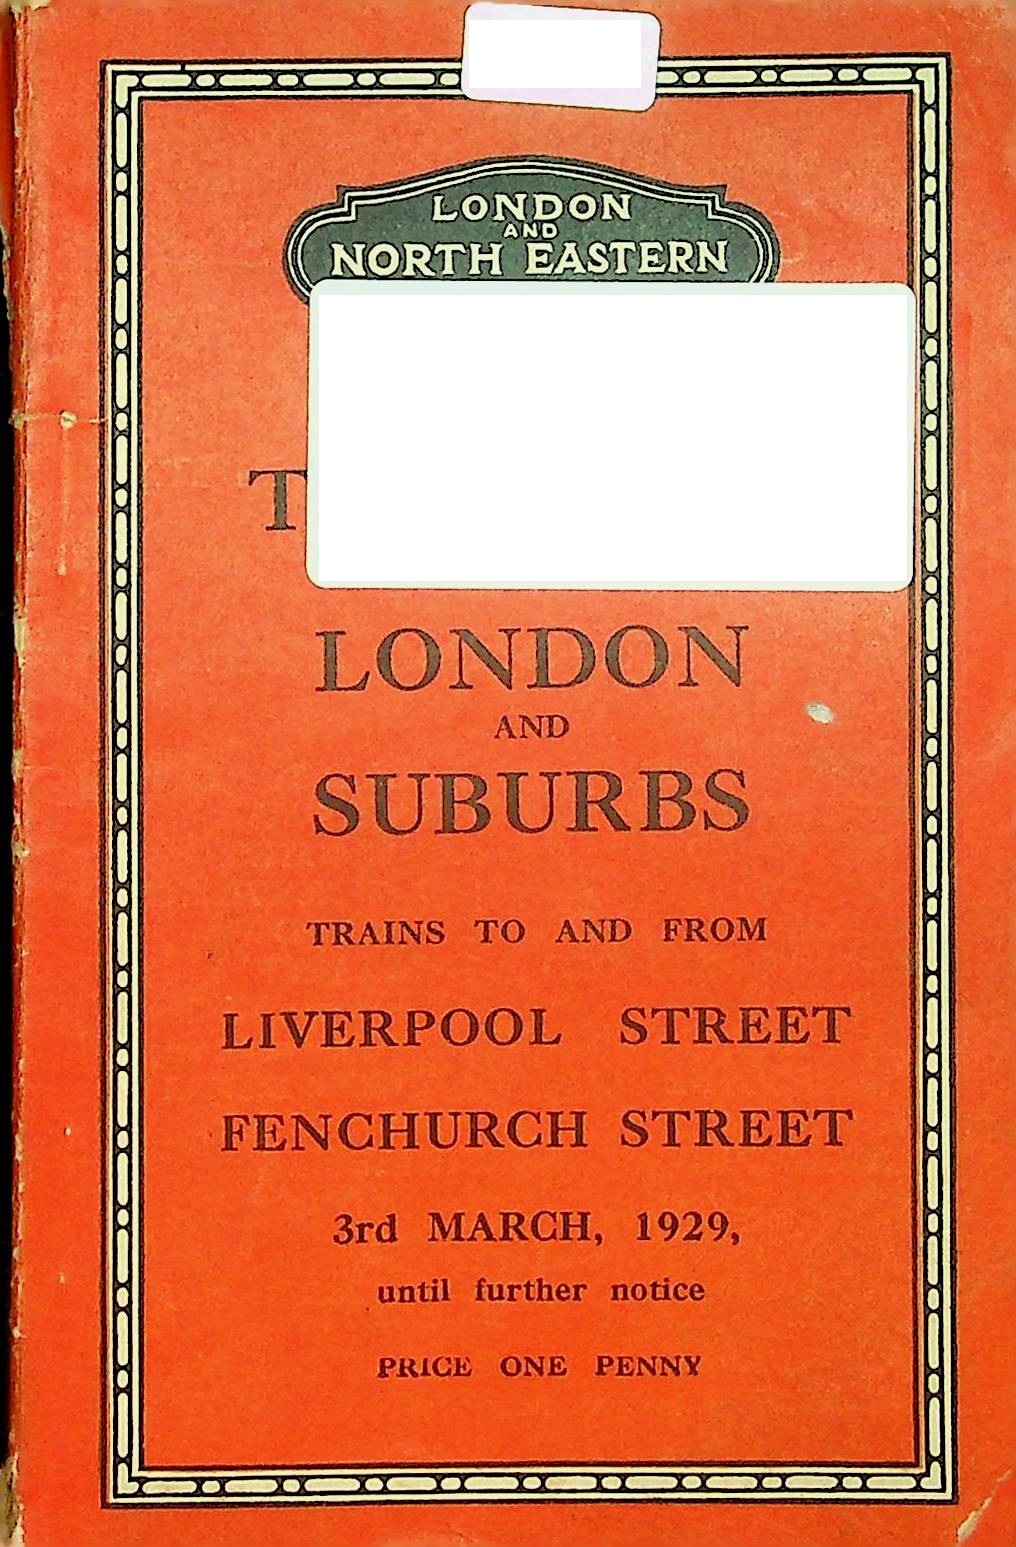 LONDON
AND
NORTH EASTERN
T
LONDON
AND
SUBURBS
TRAINS TO AND FROM
LIVERPOOL STREET
FENCHURCH STREET
3rd MARCH, 1929,
until further notice
PRICE ONE PENNY